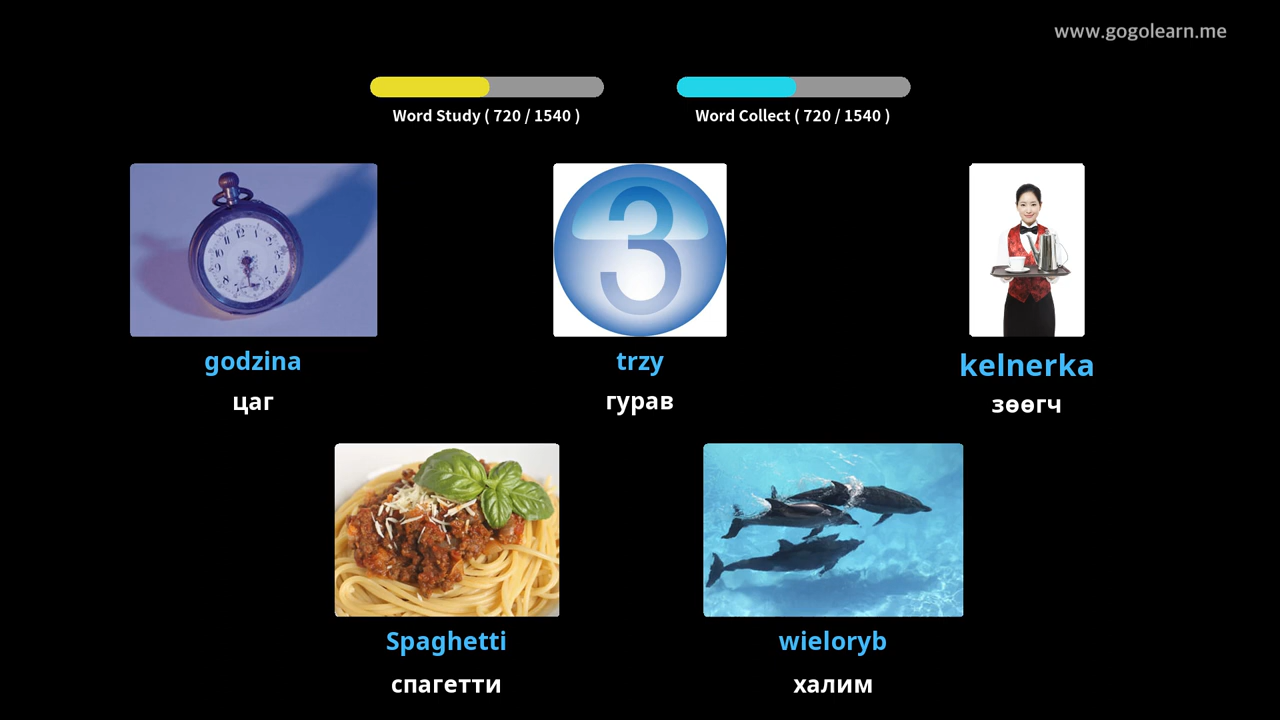 www.gogolearn.me
Word Study ( 720 / 1540 )
Word Collect ( 720 / 1540 )
3
godzina
trzy
kelnerka
цаг
гурав
зөөгч
Spaghetti
wieloryb
спагетти
халим